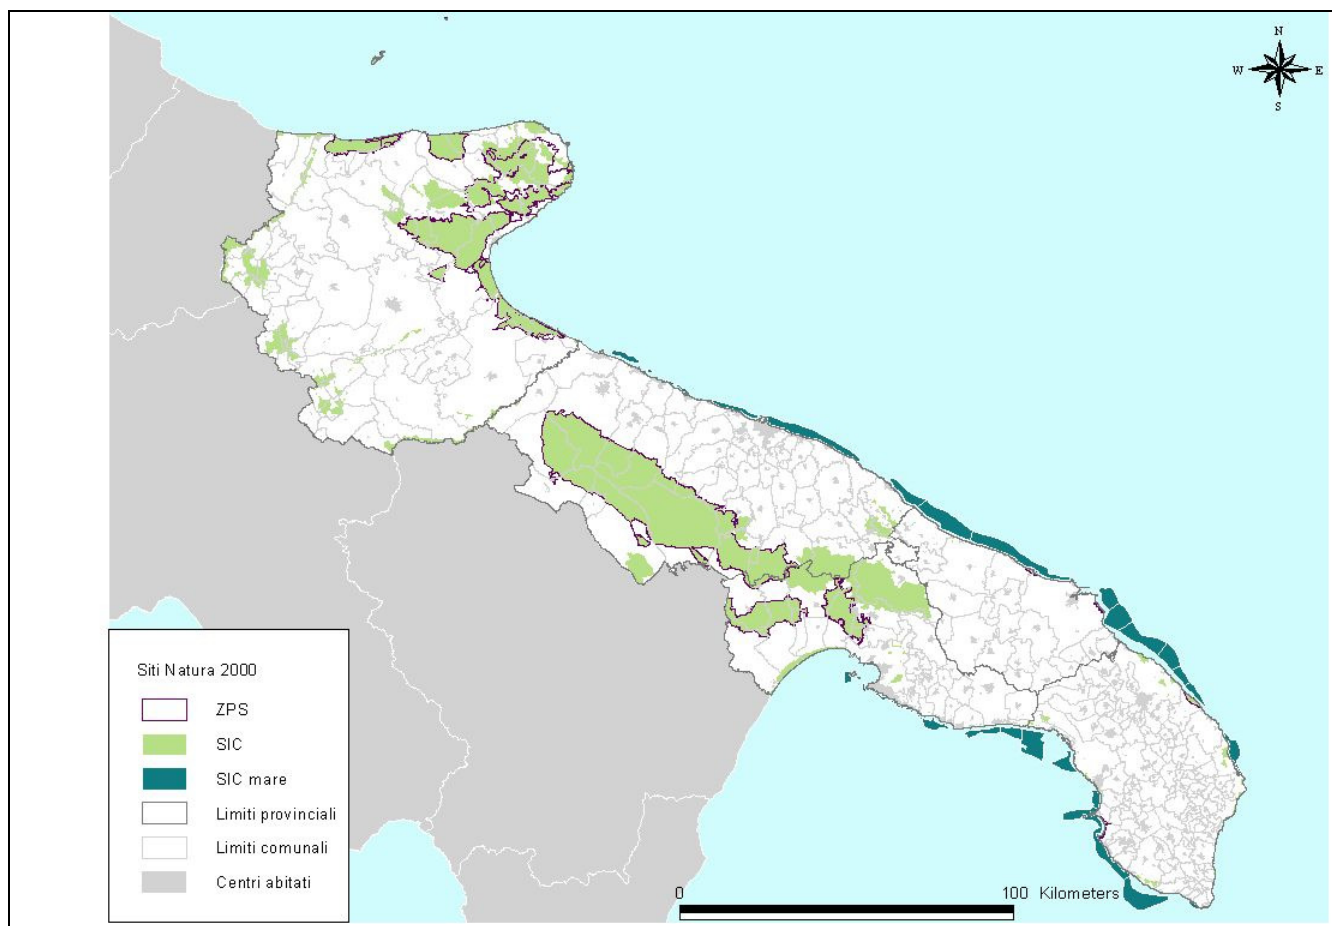 N
W E
S
Siti Natura 2000
ZPS
SIC
SIC mare
Limiti provinciali
Limiti comunali
Centri abitati
0 100 Kilometers